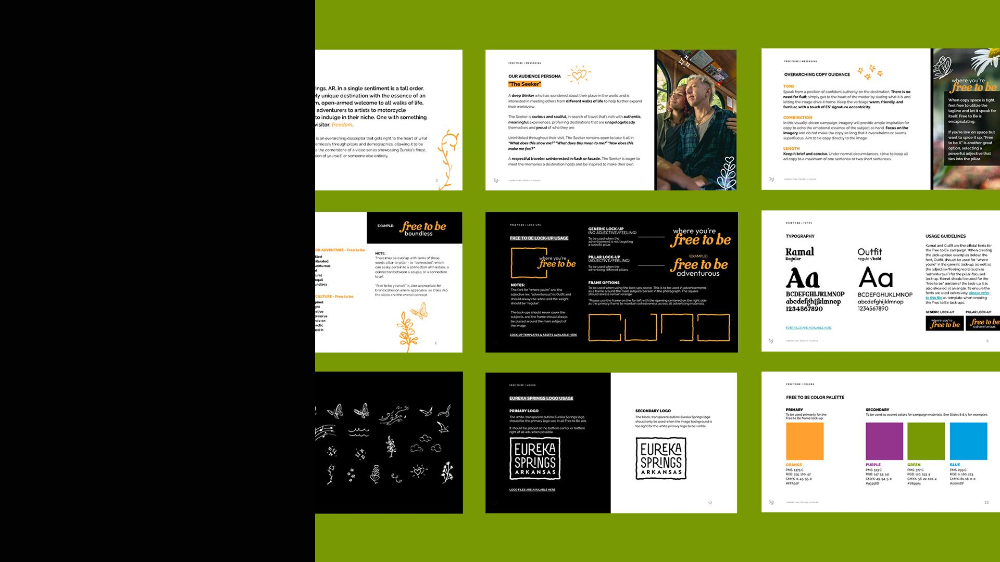 ings, AR, in a single sentiment is a tall order,
ly unique destination with the essence of an
m, open-armed welcome to all walks of life,
adventurers to artists to motorcycle
to indulge in their niche. One with something
visitor: freedom.
is an overarching descriptor that gets right to the heart of what
amlessly through pillars and demographics, allowing it to be
as the cornerstone of a video series showcasing Eureka's finest.
sion of yourself, or someone else entirely.
2
FREE TO BE | MESSAGING
OUR AUDIENCE PERSONA
“The Seeker”
A deep thinker who has wondered about their place in the world and is
interested in meeting others from different walks of life to help further expand
their worldview.
The Seeker is curious and soulful, in search of travel that's rich with authentic,
meaningful experiences, preferring destinations that are unapologetically
themselves and proud of who they are.
Uninhibited throughout their visit, The Seeker remains open to take it all in:
“What does this show me?” “What does this mean to me?” “How does this
make me feel?”
A respectful traveler, uninterested in flash or facade, The Seeker is eager to
meet the memories a destination holds and be inspired to make their own.
CONNECTING PEOPLE + PLACES
FREE TO BE | MESSAGING
OVERARCHING COPY GUIDANCE
TONE
Speak from a position of confident authority on the destination. There is no
need for fluff; simply get to the heart of the matter by stating what it is and
letting the image drive it home. Keep the verbiage warm, friendly, and
familiar, with a touch of ES' signature eccentricity.
COMBINATION
In this visually-driven campaign, imagery will provide ample inspiration for
copy to echo the emotional essence of the subject at-hand. Focus on the
imagery and do not make the copy so long that it overwhelms or seems
superfluous. Aim to tie copy directly to the image.
LENGTH
Keep it brief and concise. Under normal circumstances, strive to keep all
ad copy to a maximum of one sentence or two short sentences.
CONNECTING PEOPLE + PLACES
where you're
free to be
When copy space is tight,
feel free to utilize the
tagline and let it speak for
itself. Free to Be is
encapsulating.
If you're low on space but
want to spice it up, “Free
to be X” is another great
option, selecting a
powerful adjective that
ties into the pillar.
EXAMPLE:
free to be
boundless
OR ADVENTURE - Free to be
lled
ilarated
venturous
d
ural
nquil
undless
CULTURE - Free to be
pired
ght
ative
pressive
nds-on
ectic
ned in
NOTE:
There may be overlap with some of these
words pillar-to-pillar - i.e “connected”, which
can easily pertain to a connection with nature, a
connection between a couple, or a connection
to art.
“Free to be yourself” is also appropriate for
brand cohesion where applicable, as it ties into
the video and the overall concept.
6
FREE TO BE | LOCK-UPS
FREE TO BE LOCK-UP USAGE
where you're
free to be
NOTES:
The font for “where you're” and the
adjective (ex: “adventurous”) is Outfit and
should always be white and the weight
should be “regular”.
The lock-ups should never cover the
subjects, and the frame should always
be placed around the main subject of
the image.
LOCK-UP TEMPLATES & ASSETS AVAILABLE HERE
GENERIC LOCK-UP
(NO ADJECTIVE/FEELING)
To be used when the
advertisement is not targeting
a specific pillar
where you're
free to be
PILLAR LOCK-UP
(ADJECTIVE/FEELING)
To be used when the
advertising different pillars.
(EXAMPLE)
free to be
adventurous
FRAME OPTIONS
To be used when using the lock-ups above. This is to be used in advertisements
as a frame around the main subject/person in the photograph. The square
should always remain orange.
*Please use the frame on the far left with the opening centered on the right side
as the primary frame to maintain cohesiveness across all advertising materials.
FREE TO BE | FONTS
TYPOGRAPHY
Kamal
Regular
Aa
BCDEFGHIJKLMNOP
abcdefghijklmnop
1234567890
FONT FILES ARE AVAILABLE HERE
Outfit
regular/bold
Aa
BCDEFGHIJKLMNOP
abcdefghijklmnop
1234567890
USAGE GUIDELINES
Kamal and Outfit are the official fonts for
the Free to Be campaign. When creating
the lock-up (see examples below) the
font, Outfit, should be used for “where
you're” in the generic lock-up, as well as
the adjective/feeling word (such as
“adventurous”) for the pillar-focused
lock-up. Kamal should be used for the
“free to be” portion of the lock-up. It is
also sheared at an angle. To ensure the
fonts are used cohesively, please refer
to this file as template when creating
the Free to Be lock-ups.
GENERIC LOCK-UP
PILLAR LOCK-UP
where you're
free to be
free to be
adventurous
CONNECTING PEOPLE + PLACES
8
FREE TO BE | LOGOS
EUREKA SPRINGS LOGO USAGE
PRIMARY LOGO
The white, transparent outline Eureka Springs logo
should be the primary logo-use in all Free to Be ads.
It should be placed at the bottom center or bottom
right of all ads when possible.
EUREKA
SPRINGS
ARKANSAS
LOGO FILES ARE AVAILABLE HERE
SECONDARY LOGO
The black, transparent outline Eureka Springs logo
should only be used when the image background is
too light for the white primary logo to be visible
EUREKA
SPRINGS
ARKANSAS
12
FREE TO BE | COLORS
FREE TO BE COLOR PALETTE
PRIMARY
To be used primarily for the
Free to Be frame lock-up.
ORANGE
PMS: 1375 C
RGB: 255, 160, 47
CMYK: 0, 45, 95, 0
#FFA02F
SECONDARY
To be used as accent colors for campaign materials. See Slides 8 & 9 for examples.
PURPLE
PMS: 513 C
RGB: 147, 53, 141
CMYK: 49, 94, 5, 0
#93358D
GREEN
PMS: 377 C
RGB: 120, 153, 4
CMYK: 58, 22, 100, 4
#789904
BLUE
PMS: 299 C
RGB: 0, 160, 223
CMYK: 81, 18, 0, 0
#00A0DF
CONNECTING PEOPLE + PLACES
13